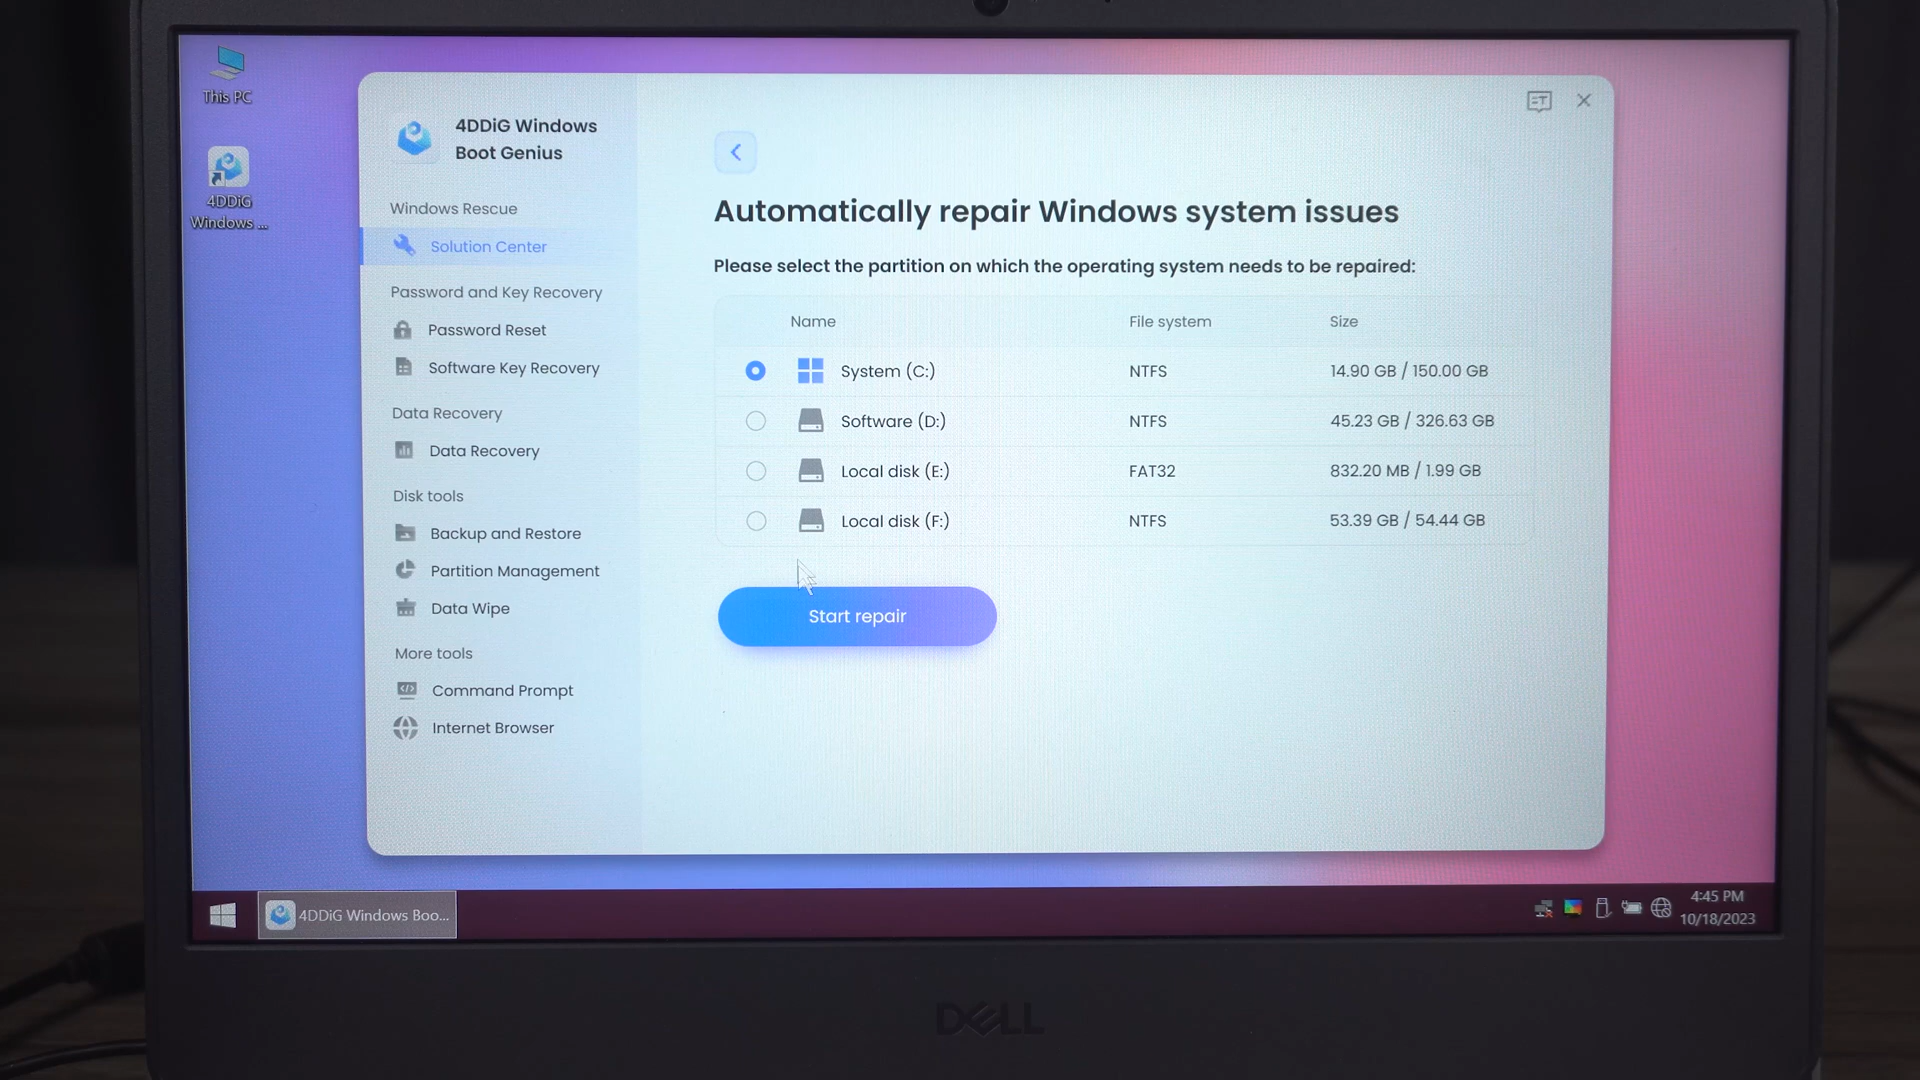 This PC
4DDiG
Windows ...
4DDiG Windows
Boot Genius
Windows Rescue
Solution Center
Password and Key Recovery
Password Reset
Software Key Recovery
Data Recovery
Data Recovery
Disk tools
Backup and Restore
Partition Management
Data Wipe
More tools
Command Prompt
Internet Browser
Automatically repair Windows system issues
Please select the partition on which the operating system needs to be repaired:
Name File system Size
System (C:) NTFS 14.90 GB / 150.00 GB
Software (D:) NTFS 45.23 GB / 326.63 GB
Local disk (E:) FAT32 832.20 MB / 1.99 GB
Local disk (F:) NTFS 53.39 GB / 54.44 GB
Start repair
4DDiG Windows Boo...
4:45 PM
10/18/2023
DELL